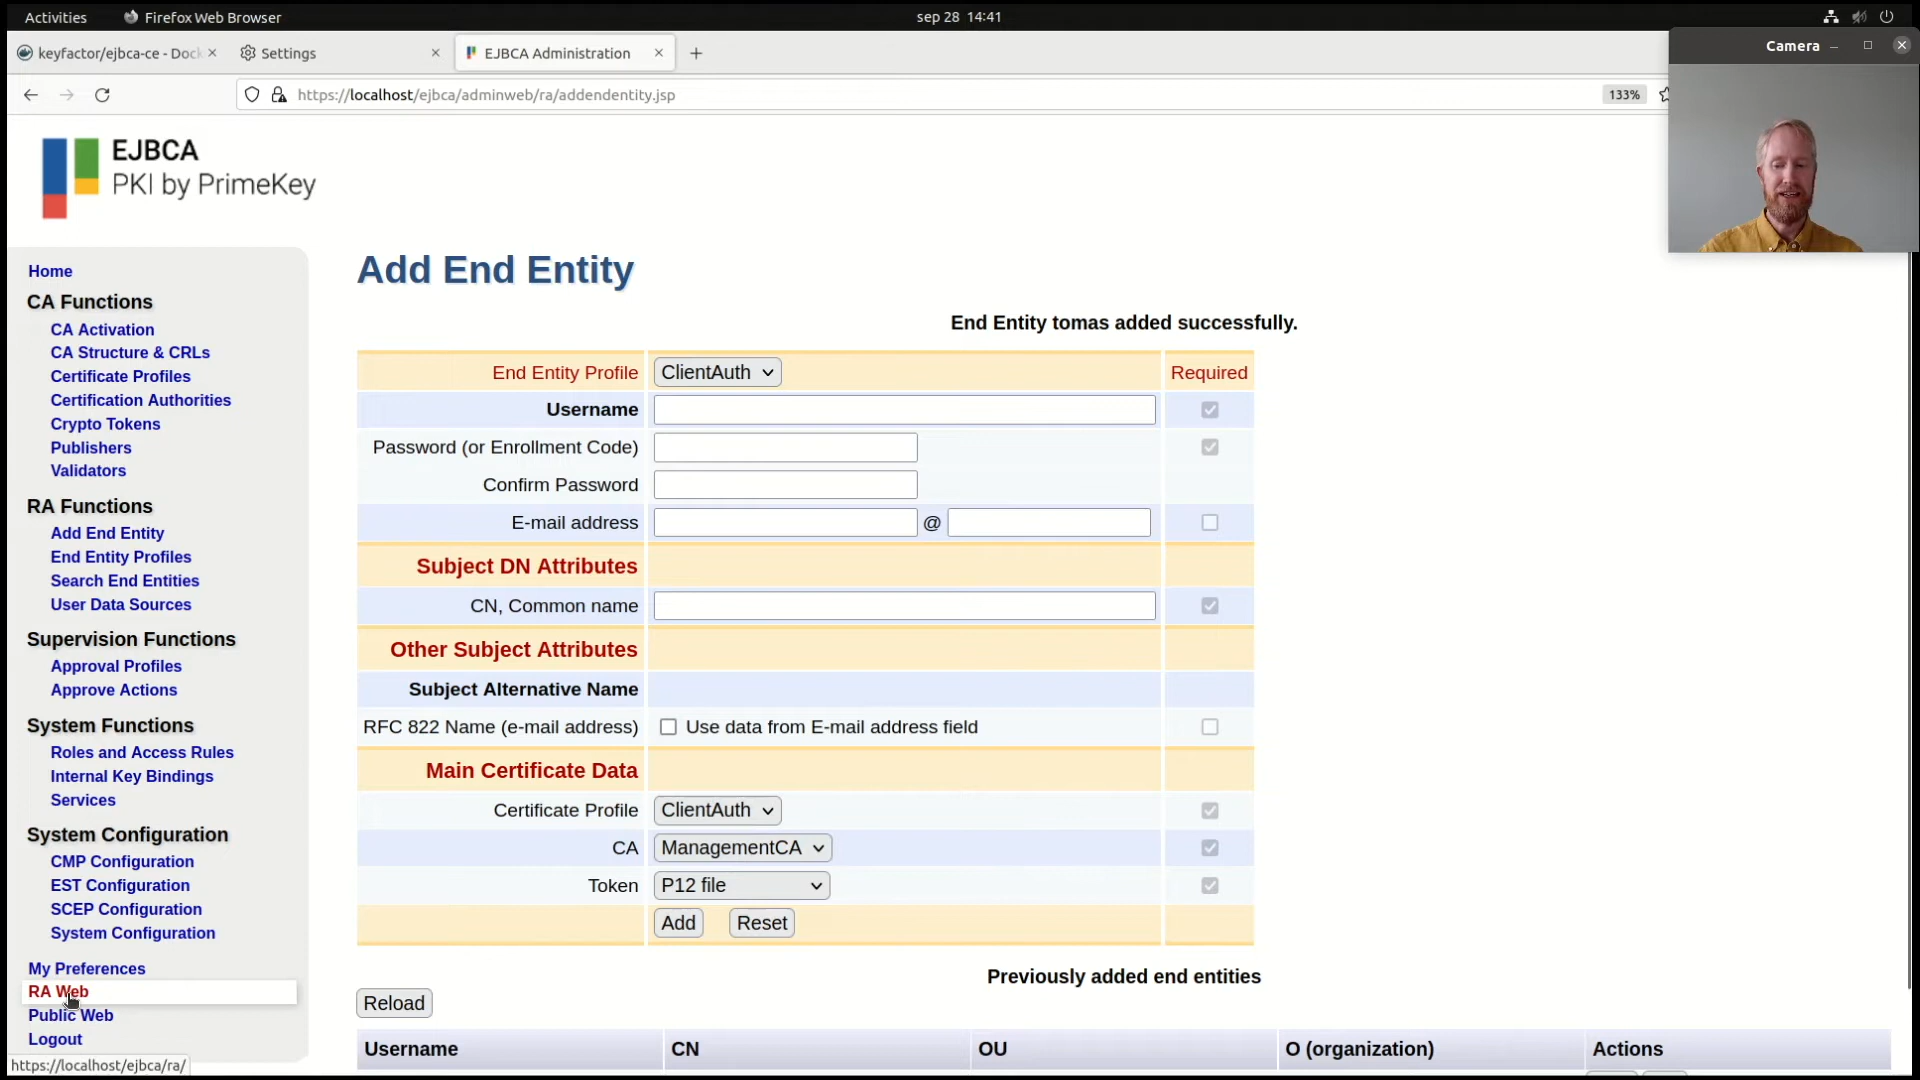 Activities
Firefox Web Browser
sep 28 14:41
keyfactor/ejbca-ce - Dock
Settings
EJBCA Administration
Camera
https://localhost/ejbca/adminweb/ra/addendentity.jsp
133%
EJBCA
PKI by PrimeKey
Home
CA Functions
CA Activation
CA Structure & CRLs
Certificate Profiles
Certification Authorities
Crypto Tokens
Publishers
Validators
RA Functions
Add End Entity
End Entity Profiles
Search End Entities
User Data Sources
Supervision Functions
Approval Profiles
Approve Actions
System Functions
Roles and Access Rules
Internal Key Bindings
Services
System Configuration
CMP Configuration
EST Configuration
SCEP Configuration
System Configuration
My Preferences
RA Web
Public Web
Logout
https://localhost/ejbca/ra/
Add End Entity
End Entity tomas added successfully.
End Entity Profile ClientAuth Required
Username
Password (or Enrollment Code)
Confirm Password
E-mail address @
Subject DN Attributes
CN, Common name
Other Subject Attributes
Subject Alternative Name
RFC 822 Name (e-mail address) Use data from E-mail address field
Main Certificate Data
Certificate Profile ClientAuth
CA ManagementCA
Token P12 file
Add Reset
Previously added end entities
Reload
Username CN OU O (organization) Actions